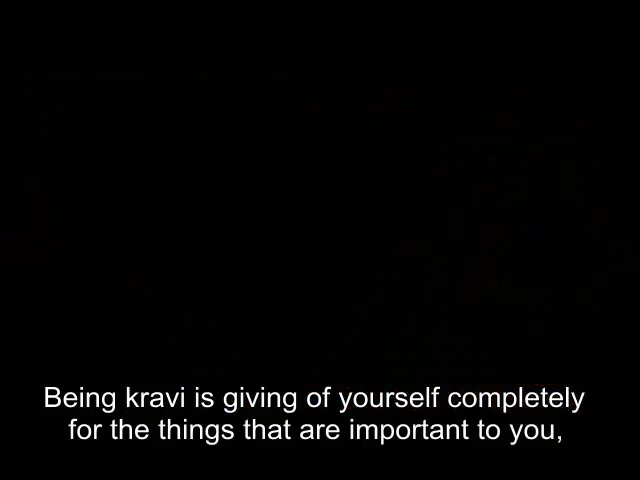 Being kravi is giving of yourself completely
for the things that are important to you,